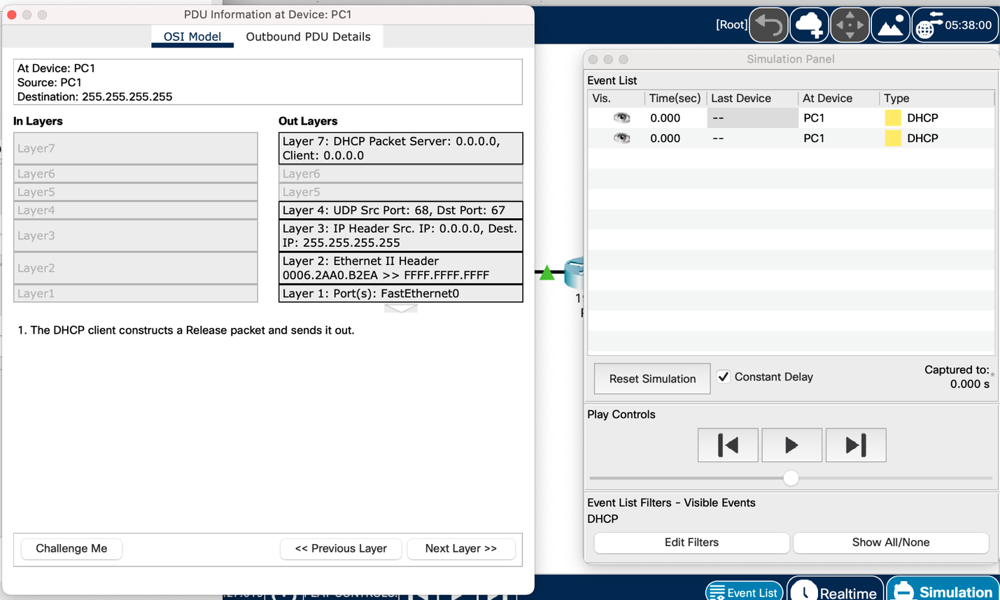 PDU Information at Device: PC1
OSI Model
Outbound PDU Details
At Device: PC1
Source: PC1
Destination: 255.255.255.255
In Layers
Layer7
Layer6
Layer5
Layer4
Layer3
Layer2
Layer1
Out Layers
Layer 7: DHCP Packet Server: 0.0.0.0,
Client: 0.0.0.0
Layer6
Layer5
Layer 4: UDP Src Port: 68, Dst Port: 67
Layer 3: IP Header Src. IP: 0.0.0.0, Dest.
IP: 255.255.255.255
Layer 2: Ethernet II Header
0006.2AA0.B2EA >> FFFF.FFFF.FFFF
Layer 1: Port(s): FastEthernet0
1. The DHCP client constructs a Release packet and sends it out.
Challenge Me
<< Previous Layer
Next Layer >>
[Root]
05:38:00
Simulation Panel
Event List
Vis. Time(sec) Last Device At Device Type
0.000 -- PC1 DHCP
0.000 -- PC1 DHCP
Reset Simulation
Constant Delay
Captured to:
0.000 s
*
Play Controls
Event List Filters - Visible Events
DHCP
Edit Filters
Show All/None
PLAY CONTROLS:
Event List
Realtime
Simulation